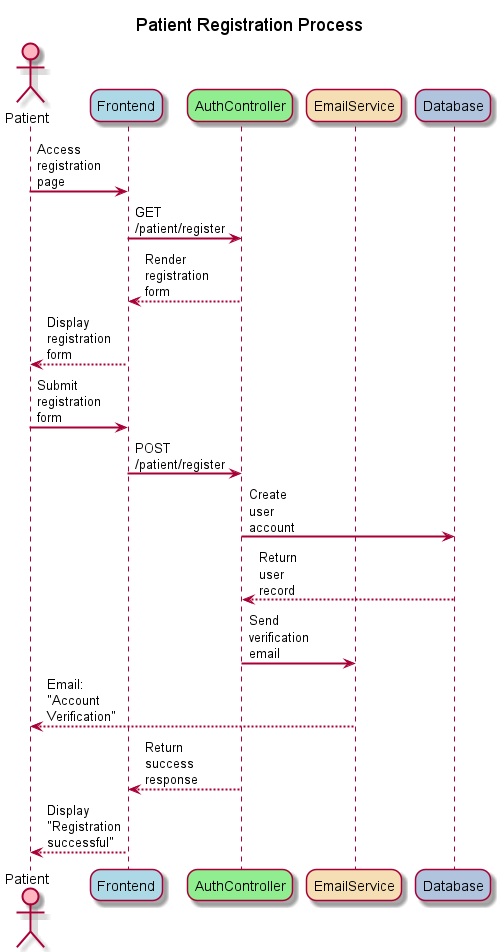 Patient Registration Process
Patient
Frontend
AuthController
EmailService
Database
Access
registration
page
GET
/patient/register
Render
registration
form
Display
registration
form
Submit
registration
form
POST
/patient/register
Create
user
account
Return
user
record
Send
verification
email
Email:
"Account
Verification"
Return
success
response
Display
"Registration
successful"
Patient
Frontend
AuthController
EmailService
Database